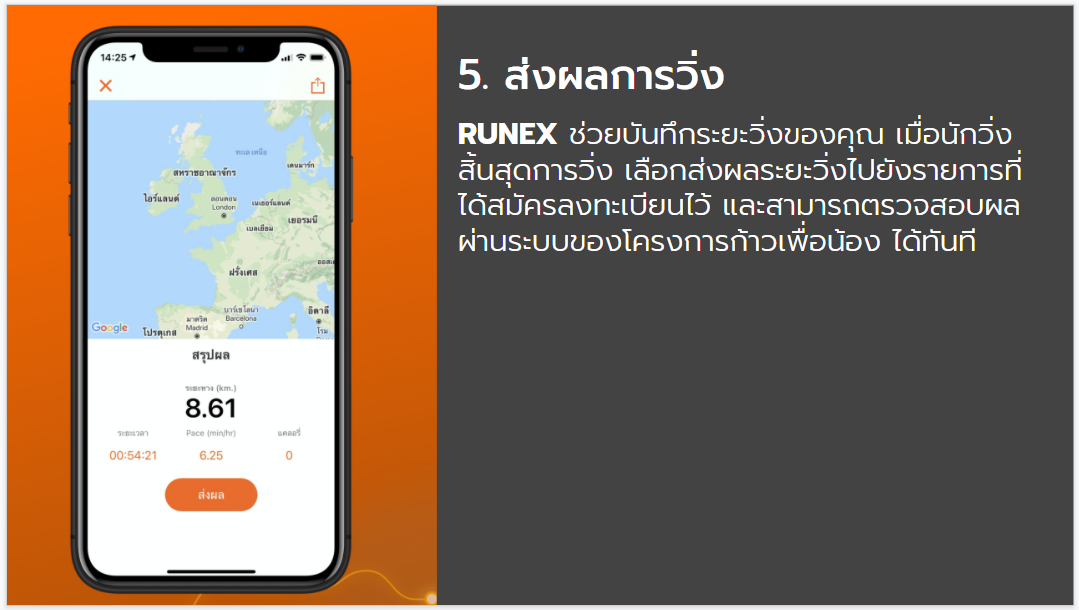 14:25
5. ส่งผลการวิ่ง
RUNEX ช่วยบันทึกระยะวิ่งของคุณ เมื่อนักวิ่ง
สิ้นสุดการวิ่ง เลือกส่งผลระยะวิ่งไปยังรายการที่
ได้สมัครลงทะเบียนไว้ และสามารถตรวจสอบผล
ผ่านระบบของโครงการก้าวเพื่อน้อง ได้ทันที
ทะเล เหนือ
เดนมาร์ก
สหราชอาณาจักร
ไอร์แลนด์
ลอนดอน
London
เนเธอร์แลนด์
เยอรมนี
เบลเยียม
ฝรั่งเศส
บาร์เซโลนา
Barcelona
อิตาลี
มาดริด
Madrid
โรม
Google
โปรตุเกส
สรุปผล
ระยะทาง (km.)
8.61
ระยะเวลา Pace (min/hr) แคลอรี่
00:54:21 6.25 0
ส่งผล